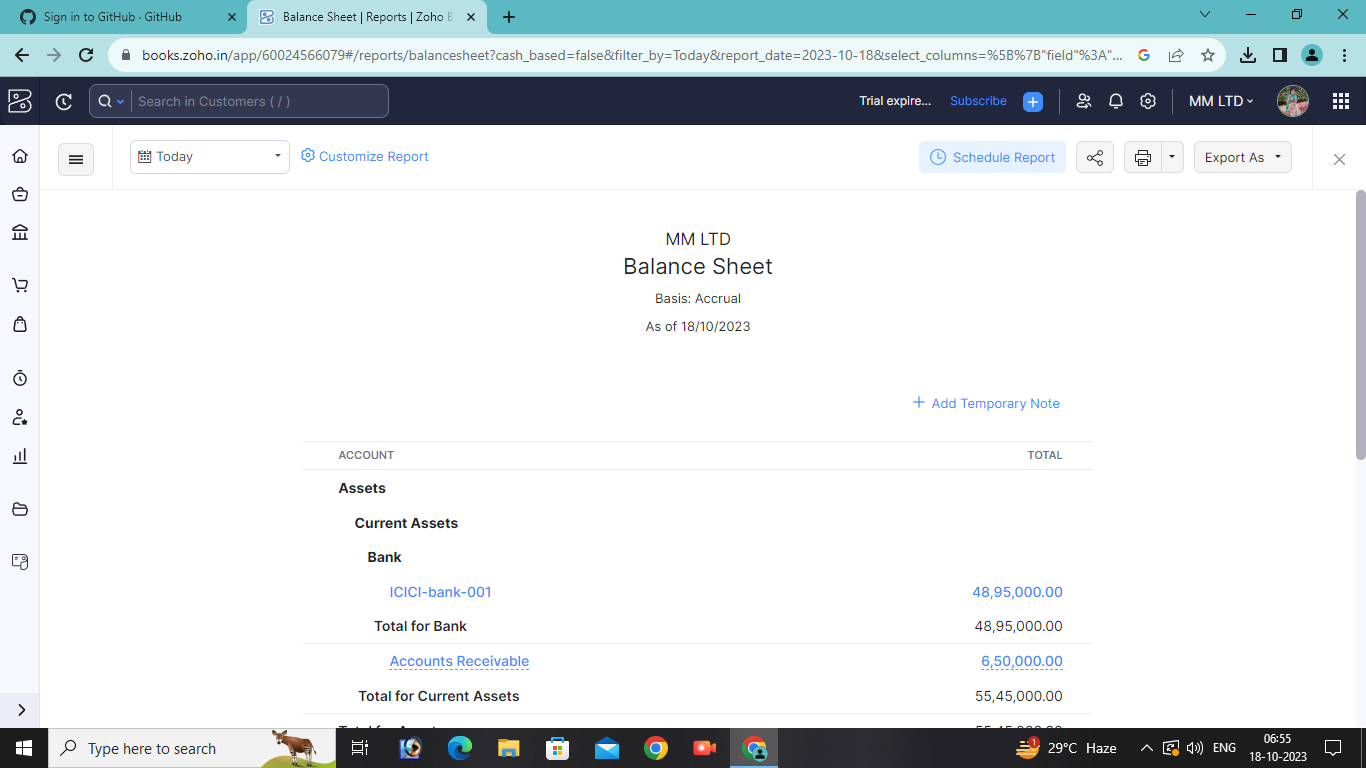 Sign in to GitHub · GitHub
Balance Sheet | Reports | Zoho B
books.zoho.in/app/60024566079#/reports/balancesheet?cash_based=false&filter_by=Today&report_date=2023-10-18&select_columns=%5B%7B"field"%3A"...
Search in Customers ( / )
Trial expire...
Subscribe
MM LTD
Today
Customize Report
Schedule Report
Export As
MM LTD
Balance Sheet
Basis: Accrual
As of 18/10/2023
Add Temporary Note
ACCOUNT TOTAL
Assets
Current Assets
Bank
ICICI-bank-001 48,95,000.00
Total for Bank 48,95,000.00
Accounts Receivable 6,50,000.00
Total for Current Assets 55,45,000.00
Type here to search
1
29°C Haze
ENG
06:55
18-10-2023